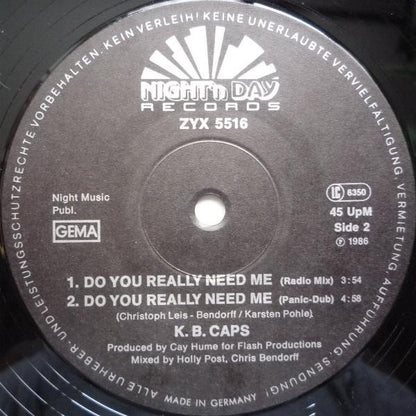 ALLE URHEBER- UND LEISTUNGSSCHUTZRECHTE VORBEHALTEN. KEIN VERLEIH! KEINE UNERLAUBTE VERVIELFÄLTIGUNG, VERMIETUNG, AUFFÜHRUNG, SENDUNG!
NIGHT'n DAY
RECORDS
ZYX 5516
Night Music
Publ.
GEMA
LC 6350
45 UpM
Side 2
℗ 1986
1. DO YOU REALLY NEED ME (Radio Mix) 3:54
2. DO YOU REALLY NEED ME (Panic-Dub) 4:58
(Christoph Leis - Bendorff / Karsten Pohle)
K. B. CAPS
Produced by Cay Hume for Flash Productions
Mixed by Holly Post, Chris Bendorff
MADE IN GERMANY